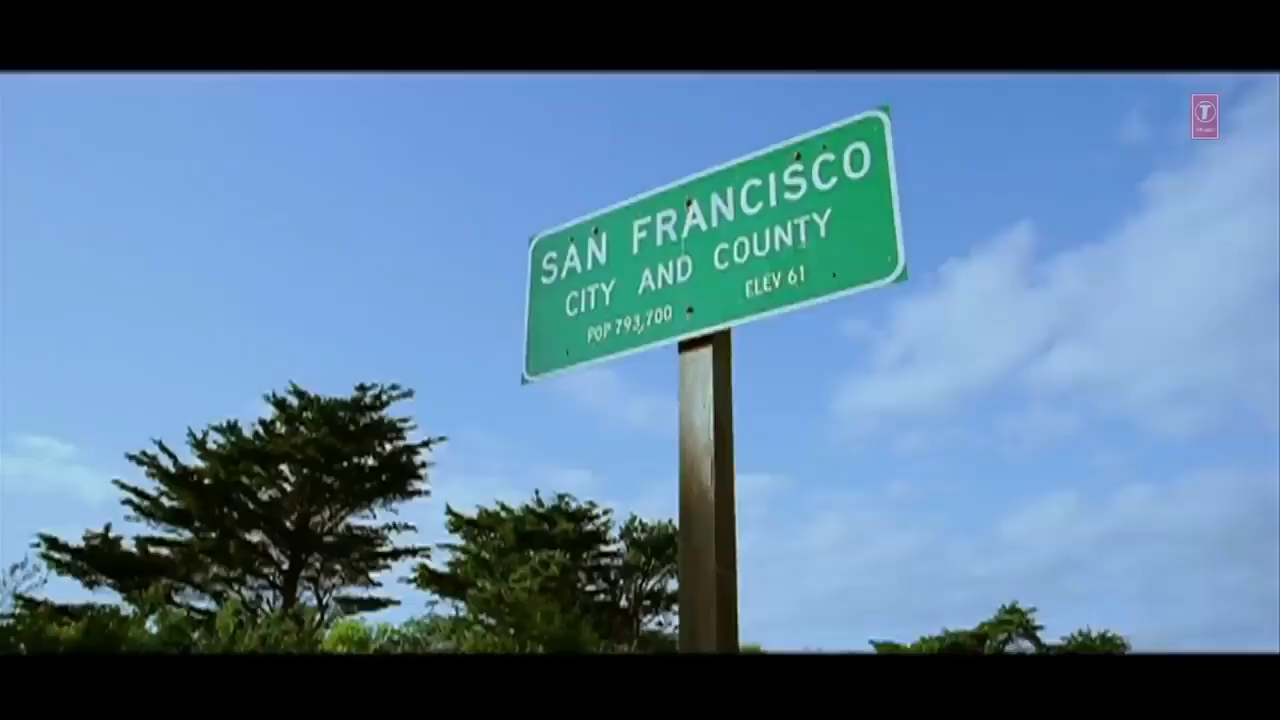 SAN FRANCISCO
CITY AND COUNTY
POP 793,700 ELEV 61
T